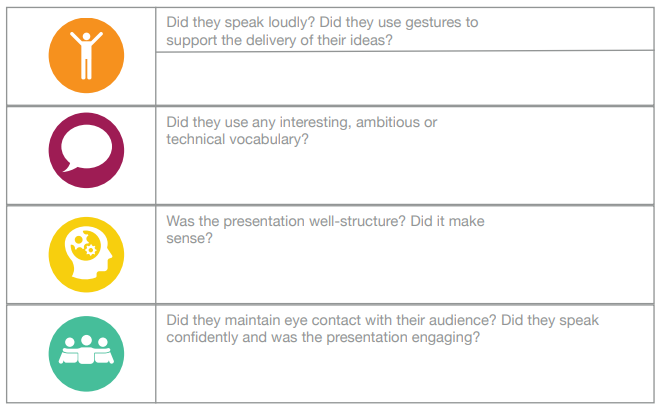 Did they speak loudly? Did they use gestures to
support the delivery of their ideas?
Did they use any interesting, ambitious or
technical vocabulary?
Was the presentation well-structure? Did it make
sense?
Did they maintain eye contact with their audience? Did they speak
confidently and was the presentation engaging?